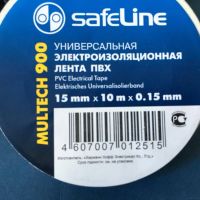 safeLine
УНИВЕРСАЛЬНАЯ
ЭЛЕКТРОИЗОЛЯЦИОННАЯ
ЛЕНТА ПВХ
PVC Electrical Tape
Elektrisches Universalisolierband
15 mm x 10 m x 0.15 mm
MULTECH 900
4 607007 012515